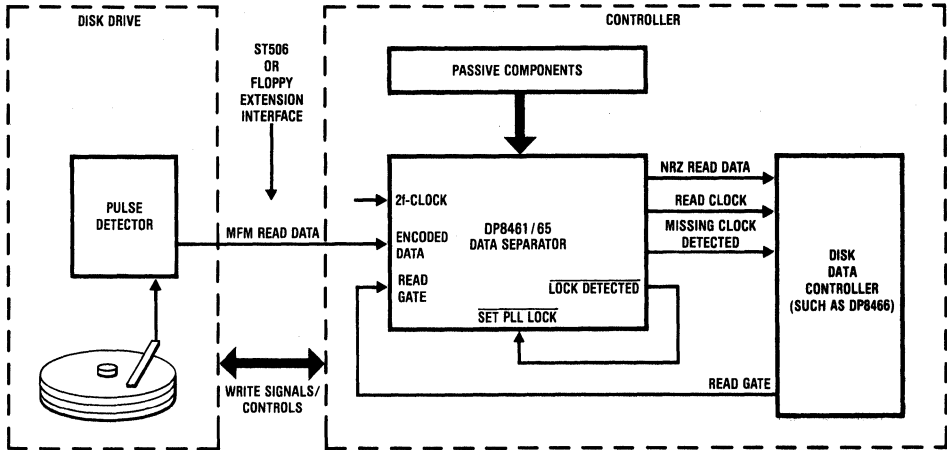 DISK DRIVE
CONTROLLER
ST506
OR
FLOPPY
EXTENSION
INTERFACE
PASSIVE COMPONENTS
PULSE
DETECTOR
MFM READ DATA
2f-CLOCK
ENCODED
DATA
READ
GATE
DP8461/65
DATA SEPARATOR
LOCK DETECTED
SET PLL LOCK
NRZ READ DATA
READ CLOCK
MISSING CLOCK
DETECTED
DISK
DATA
CONTROLLER
(SUCH AS DP8466)
READ GATE
WRITE SIGNALS/
CONTROLS